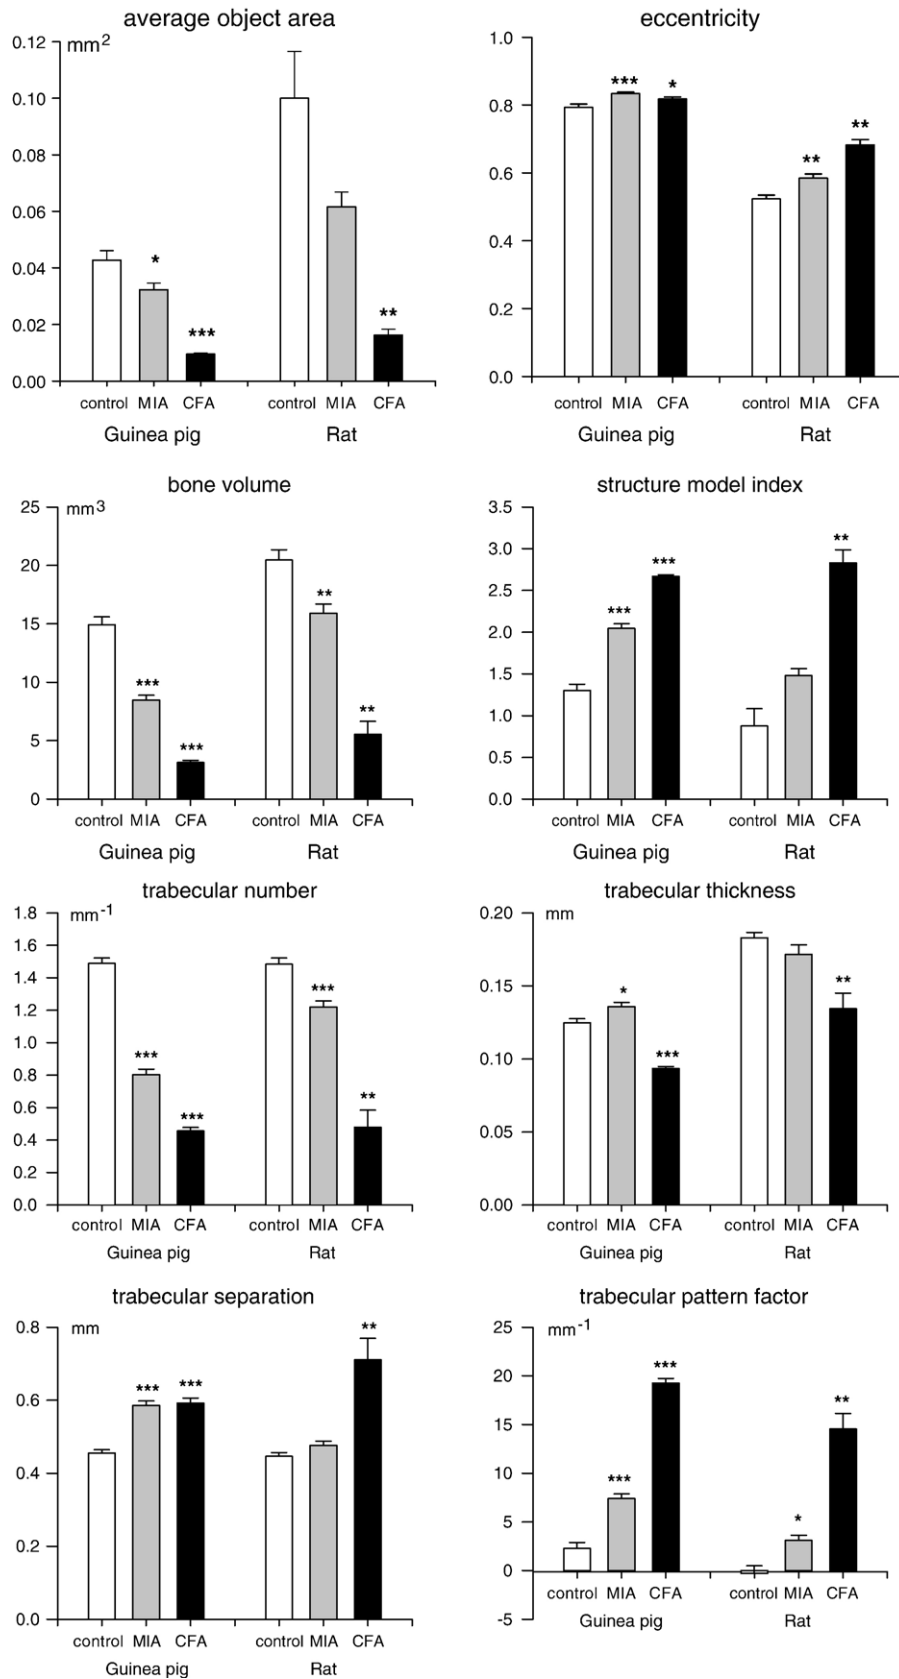 average object area
mm2
0.12
0.10
0.08
0.06
0.04
0.02
0.00
*
***
**
control MIA CFA control MIA CFA
Guinea pig Rat
eccentricity
1.0
0.8
0.6
0.4
0.2
0.0
***
*
**
**
control MIA CFA control MIA CFA
Guinea pig Rat
bone volume
mm3
25
20
15
10
5
0
***
***
**
**
control MIA CFA control MIA CFA
Guinea pig Rat
structure model index
3.5
3.0
2.5
2.0
1.5
1.0
0.5
0.0
***
***
**
control MIA CFA control MIA CFA
Guinea pig Rat
trabecular number
mm-1
1.8
1.6
1.4
1.2
1.0
0.8
0.6
0.4
0.2
0.0
***
***
***
**
control MIA CFA control MIA CFA
Guinea pig Rat
trabecular thickness
mm
0.20
0.15
0.10
0.05
0.00
*
***
**
control MIA CFA control MIA CFA
Guinea pig Rat
trabecular separation
mm
0.8
0.6
0.4
0.2
0.0
***
***
**
control MIA CFA control MIA CFA
Guinea pig Rat
trabecular pattern factor
mm-1
25
20
15
10
5
0
-5
***
***
*
**
control MIA CFA control MIA CFA
Guinea pig Rat